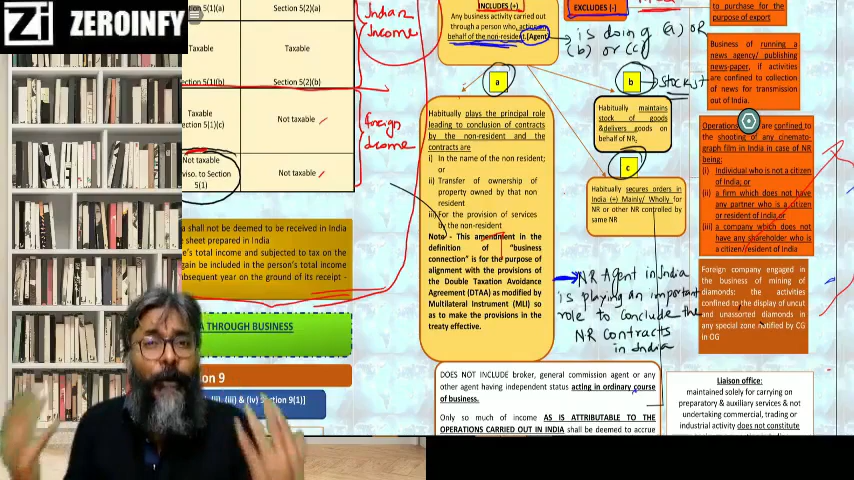 ZEROINFY
Section 5(1)(a)
Section 5(2)(a)
Taxable
Taxable
Section 5(1)(b)
Section 5(2)(b)
Taxable
Section 5(1)(c)
Not taxable
Not taxable
viso. to Section
5(1)
Not taxable
Indian
Income
foreign
Income
a shall not be deemed to be received in India
e sheet prepared in India
e's total income and subjected to tax on the
gain be included in the person's total income
ubsequent year on the ground of its receipt -
A THROUGH BUSINESS
on 9
(iii) & (iv) Section 9(1)]
INCLUDES (+)
Any business activity carried out
through a person who, acting on
behalf of the non-resident [Agent]
is doing (a) OR
(b) or (c)
EXCLUDES (-)
a
Habitually plays the principal role
leading to conclusion of contracts
by the non-resident and the
contracts are
i) In the name of the non resident;
or
ii) Transfer of ownership of
property owned by that non
resident
iii) For the provision of services
by the non-resident
Note - This amendment in the
definition of "business
connection" is for the purpose of
alignment with the provisions of
the Double Taxation Avoidance
Agreement (DTAA) as modified by
Multilateral Instrument (MLI) so
as to make the provisions in the
treaty effective.
b
Stockist
Habitually maintains
stock of goods
&delivers goods on
behalf of NR,
c
Habitually secures orders in
India (+) Mainly/ Wholly for
NR or other NR controlled by
same NR
NR Agent in India
is playing an important
role to conclude the
NR Contracts
in India
DOES NOT INCLUDE broker, general commission agent or any
other agent having independent status acting in ordinary course
of business.
Only so much of income AS IS ATTRIBUTABLE TO THE
OPERATIONS CARRIED OUT IN INDIA shall be deemed to accrue
to purchase for the
purpose of export
Business of running a
news agency/ publishing
news-paper, if activities
are confined to collection
of news for transmission
out of India.
Operations are confined to
the shooting of any cinemato-
graph film in India in case of NR
being:
(i) Individual who is not a citizen
of India; or
(ii) a firm which does not have
any partner who is a citizen
or resident of India or
(iii) a company which does not
have any shareholder who is
a citizen/resident of India
Foreign company engaged in
the business of mining of
diamonds: the activities
confined to the display of uncut
and unassorted diamonds in
any special zone notified by CG
in OG
Liaison office:
maintained solely for carrying on
preparatory & auxiliary services & not
undertaking commercial, trading or
industrial activity does not constitute